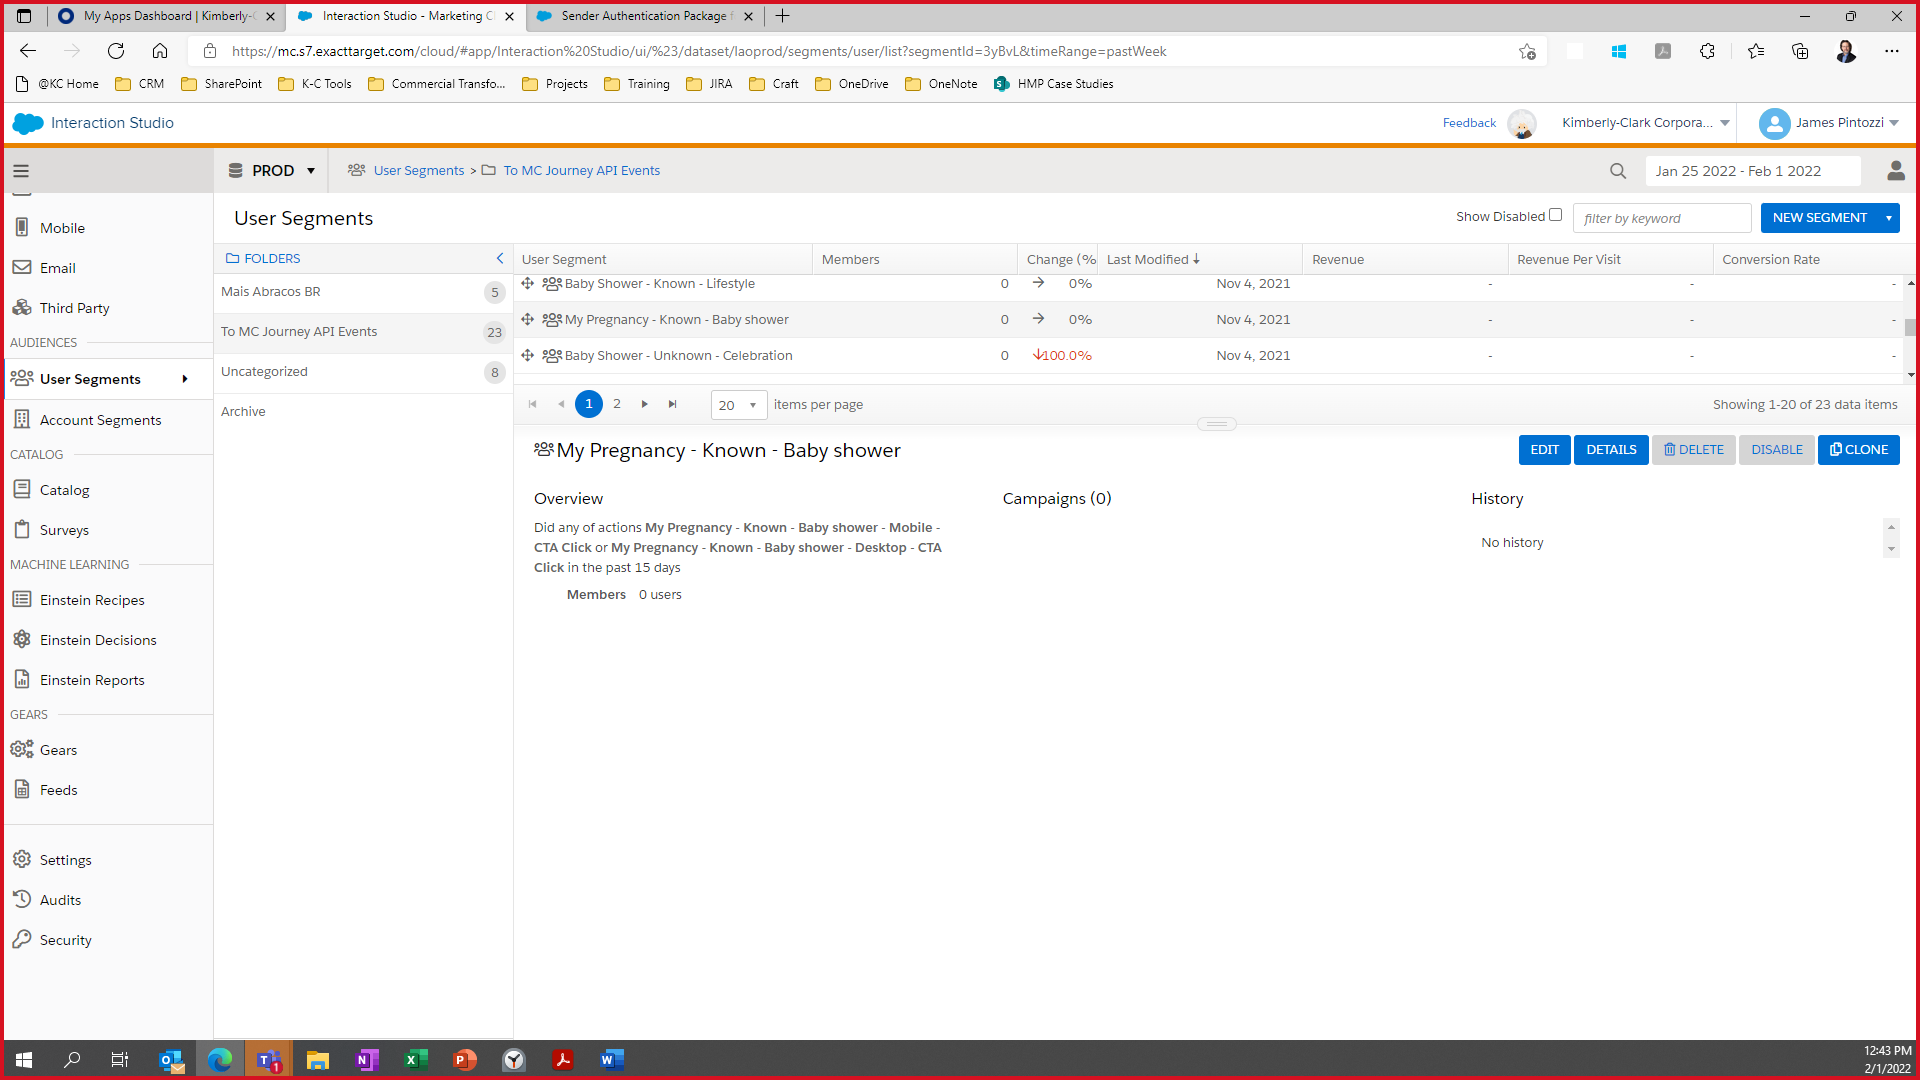 My Apps Dashboard | Kimberly-C
Interaction Studio - Marketing Cl
Sender Authentication Package f
https://mc.s7.exacttarget.com/cloud/#app/Interaction%20Studio/ui/%23/dataset/laoprod/segments/user/list?segmentId=3yBvL&timeRange=pastWeek
@KC Home CRM SharePoint K-C Tools Commercial Transfo... Projects Training JIRA Craft OneDrive OneNote HMP Case Studies
Interaction Studio
Feedback Kimberly-Clark Corpora... James Pintozzi
PROD User Segments > To MC Journey API Events Jan 25 2022 - Feb 1 2022
Mobile
Email
Third Party
AUDIENCES
User Segments
Account Segments
CATALOG
Catalog
Surveys
MACHINE LEARNING
Einstein Recipes
Einstein Decisions
Einstein Reports
GEARS
Gears
Feeds
Settings
Audits
Security
User Segments
Show Disabled filter by keyword NEW SEGMENT
FOLDERS
Mais Abracos BR 5
To MC Journey API Events 23
Uncategorized 8
Archive
User Segment Members Change (% Last Modified Revenue Revenue Per Visit Conversion Rate
Baby Shower - Known - Lifestyle 0 0% Nov 4, 2021 - - -
My Pregnancy - Known - Baby shower 0 0% Nov 4, 2021 - - -
Baby Shower - Unknown - Celebration 0 100.0% Nov 4, 2021 - - -
1 2 20 items per page Showing 1-20 of 23 data items
My Pregnancy - Known - Baby shower
EDIT DETAILS DELETE DISABLE CLONE
Overview
Did any of actions My Pregnancy - Known - Baby shower - Mobile -
CTA Click or My Pregnancy - Known - Baby shower - Desktop - CTA
Click in the past 15 days
Members 0 users
Campaigns (0)
History
No history
12:43 PM
2/1/2022